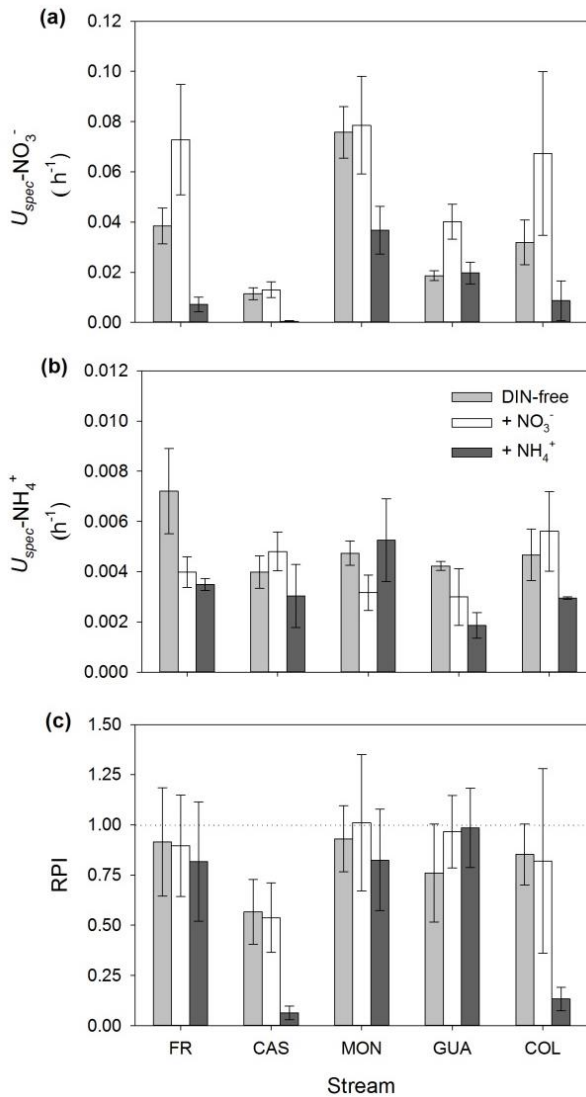 (a)
0.12
0.10
0.08
0.06
0.04
0.02
0.00
U_spec-NO₃⁻
( h⁻¹)
(b)
0.012
0.010
0.008
0.006
0.004
0.002
0.000
U_spec-NH₄⁺
(h⁻¹)
DIN-free
+ NO₃⁻
+ NH₄⁺
(c)
1.50
1.25
1.00
0.75
0.50
0.25
0.00
RPI
FR CAS MON GUA COL
Stream